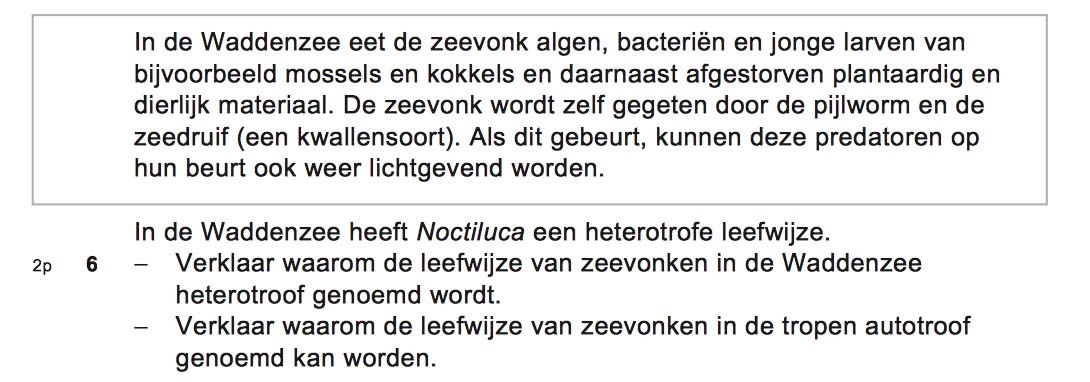 In de Waddenzee eet de zeevonk algen, bacteriën en jonge larven van
bijvoorbeeld mossels en kokkels en daarnaast afgestorven plantaardig en
dierlijk materiaal. De zeevonk wordt zelf gegeten door de pijlworm en de
zeedruif (een kwallensoort). Als dit gebeurt, kunnen deze predatoren op
hun beurt ook weer lichtgevend worden.
In de Waddenzee heeft Noctiluca een heterotrofe leefwijze.
2p 6 – Verklaar waarom de leefwijze van zeevonken in de Waddenzee
heterotroof genoemd wordt.
– Verklaar waarom de leefwijze van zeevonken in de tropen autotroof
genoemd kan worden.